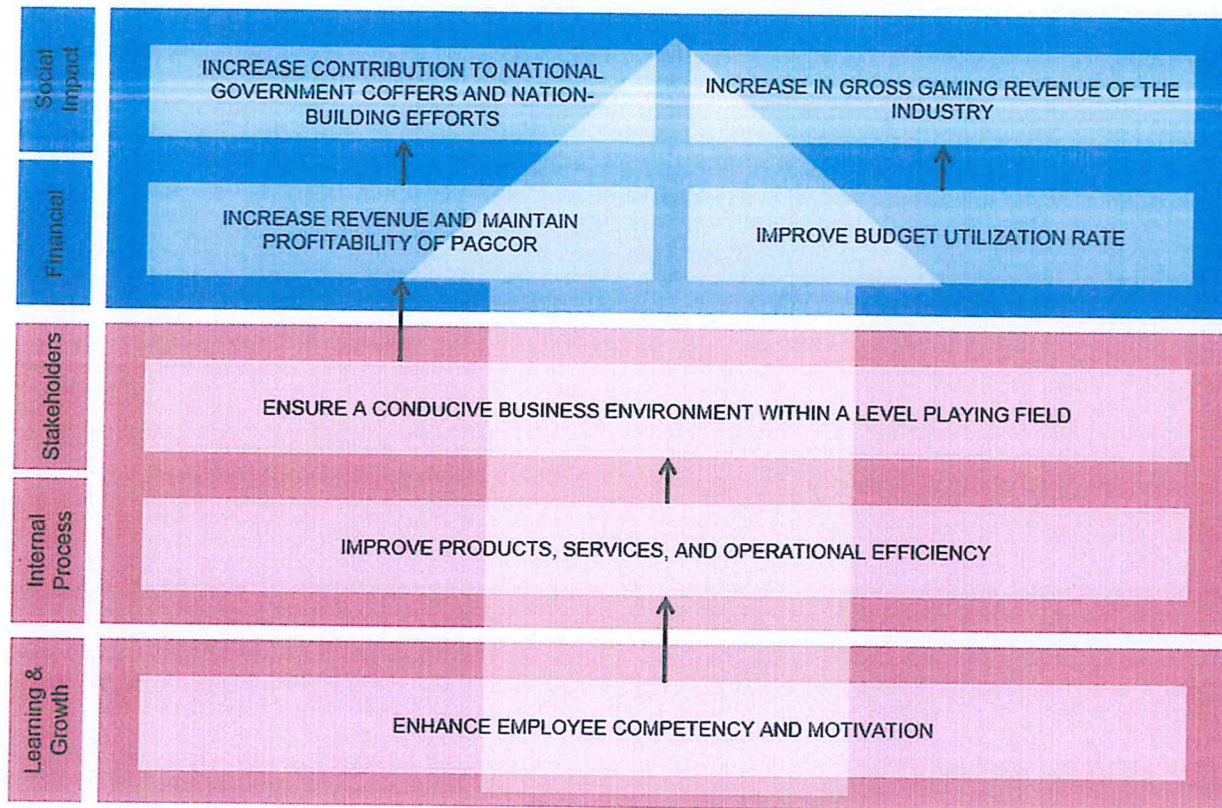 Social
Impact
INCREASE CONTRIBUTION TO NATIONAL
GOVERNMENT COFFERS AND NATION-
BUILDING EFFORTS
INCREASE IN GROSS GAMING REVENUE OF THE
INDUSTRY
Financial
INCREASE REVENUE AND MAINTAIN
PROFITABILITY OF PAGCOR
IMPROVE BUDGET UTILIZATION RATE
Stakeholders
ENSURE A CONDUCIVE BUSINESS ENVIRONMENT WITHIN A LEVEL PLAYING FIELD
Internal
Process
IMPROVE PRODUCTS, SERVICES, AND OPERATIONAL EFFICIENCY
Learning &
Growth
ENHANCE EMPLOYEE COMPETENCY AND MOTIVATION